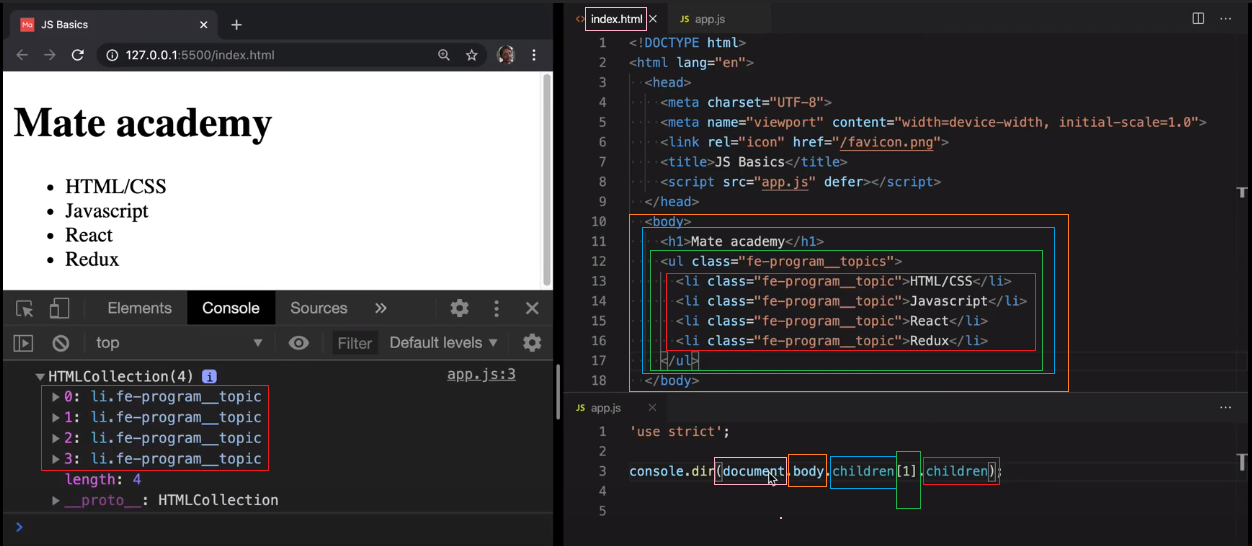 Ma JS Basics
127.0.0.1:5500/index.html
Mate academy
HTML/CSS
Javascript
React
Redux
Elements Console Sources
top Filter Default levels
HTMLCollection(4) i app.js:3
0: li.fe-program__topic
1: li.fe-program__topic
2: li.fe-program__topic
3: li.fe-program__topic
length: 4
__proto__: HTMLCollection
<> index.html JS app.js
1 <!DOCTYPE html>
2 <html lang="en">
3 <head>
4 <meta charset="UTF-8">
5 <meta name="viewport" content="width=device-width, initial-scale=1.0">
6 <link rel="icon" href="/favicon.png">
7 <title>JS Basics</title>
8 <script src="app.js" defer></script>
9 </head>
10 <body>
11 <h1>Mate academy</h1>
12 <ul class="fe-program__topics">
13 <li class="fe-program__topic">HTML/CSS</li>
14 <li class="fe-program__topic">Javascript</li>
15 <li class="fe-program__topic">React</li>
16 <li class="fe-program__topic">Redux</li>
17 </ul>
18 </body>
JS app.js
1 'use strict';
2
3 console.dir(document.body.children[1].children);
4
5